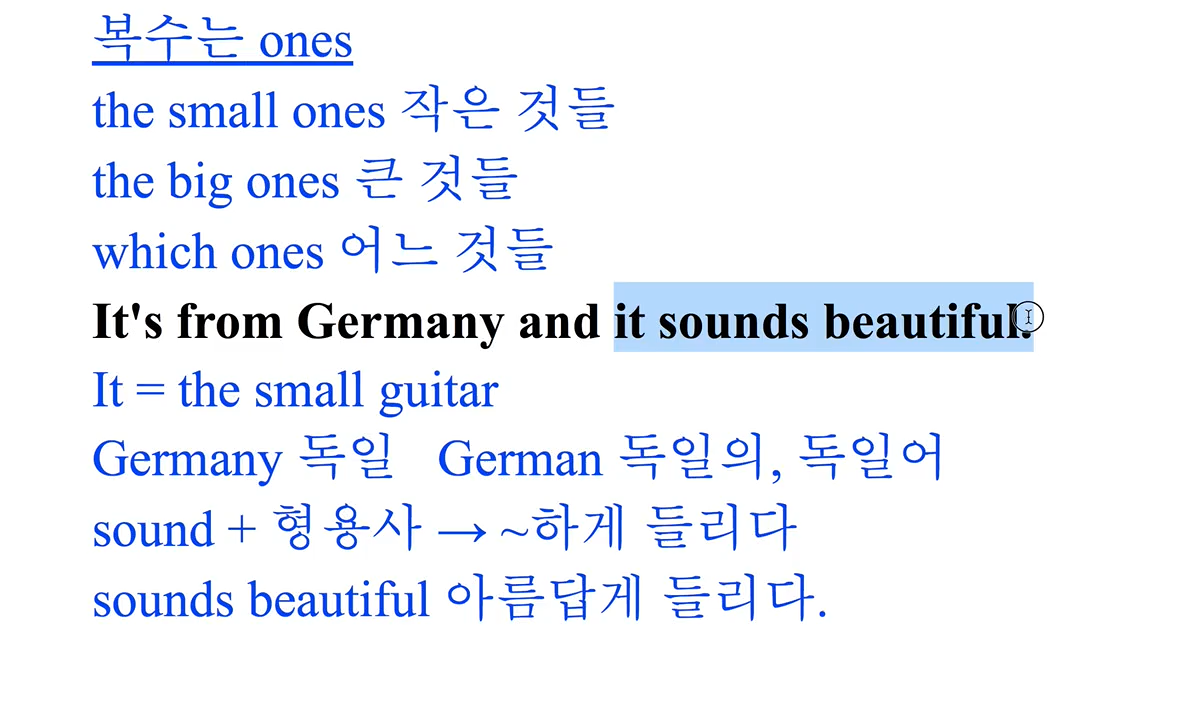 복수는 ones
the small ones 작은 것들
the big ones 큰 것들
which ones 어느 것들
It's from Germany and it sounds beautiful.
It = the small guitar
Germany 독일 German 독일의, 독일어
sound + 형용사 → ~하게 들리다
sounds beautiful 아름답게 들리다.